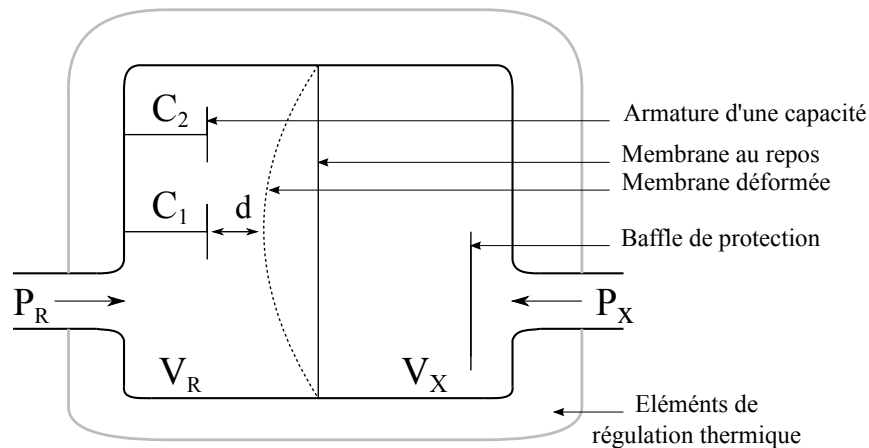 C2
Armature d'une capacité
Membrane au repos
Membrane déformée
C1
d
Baffle de protection
PR
PX
VR
VX
Eléménts de
régulation thermique